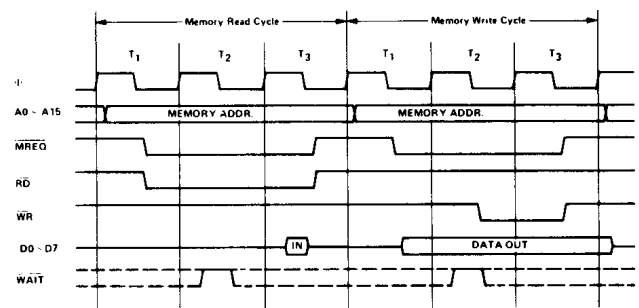 Memory Read Cycle Memory Write Cycle
T1 T2 T3 T1 T2 T3
Φ
A0 ~ A15 MEMORY ADDR. MEMORY ADDR.
MREQ
RD
WR
D0 ~ D7 IN DATA OUT
WAIT